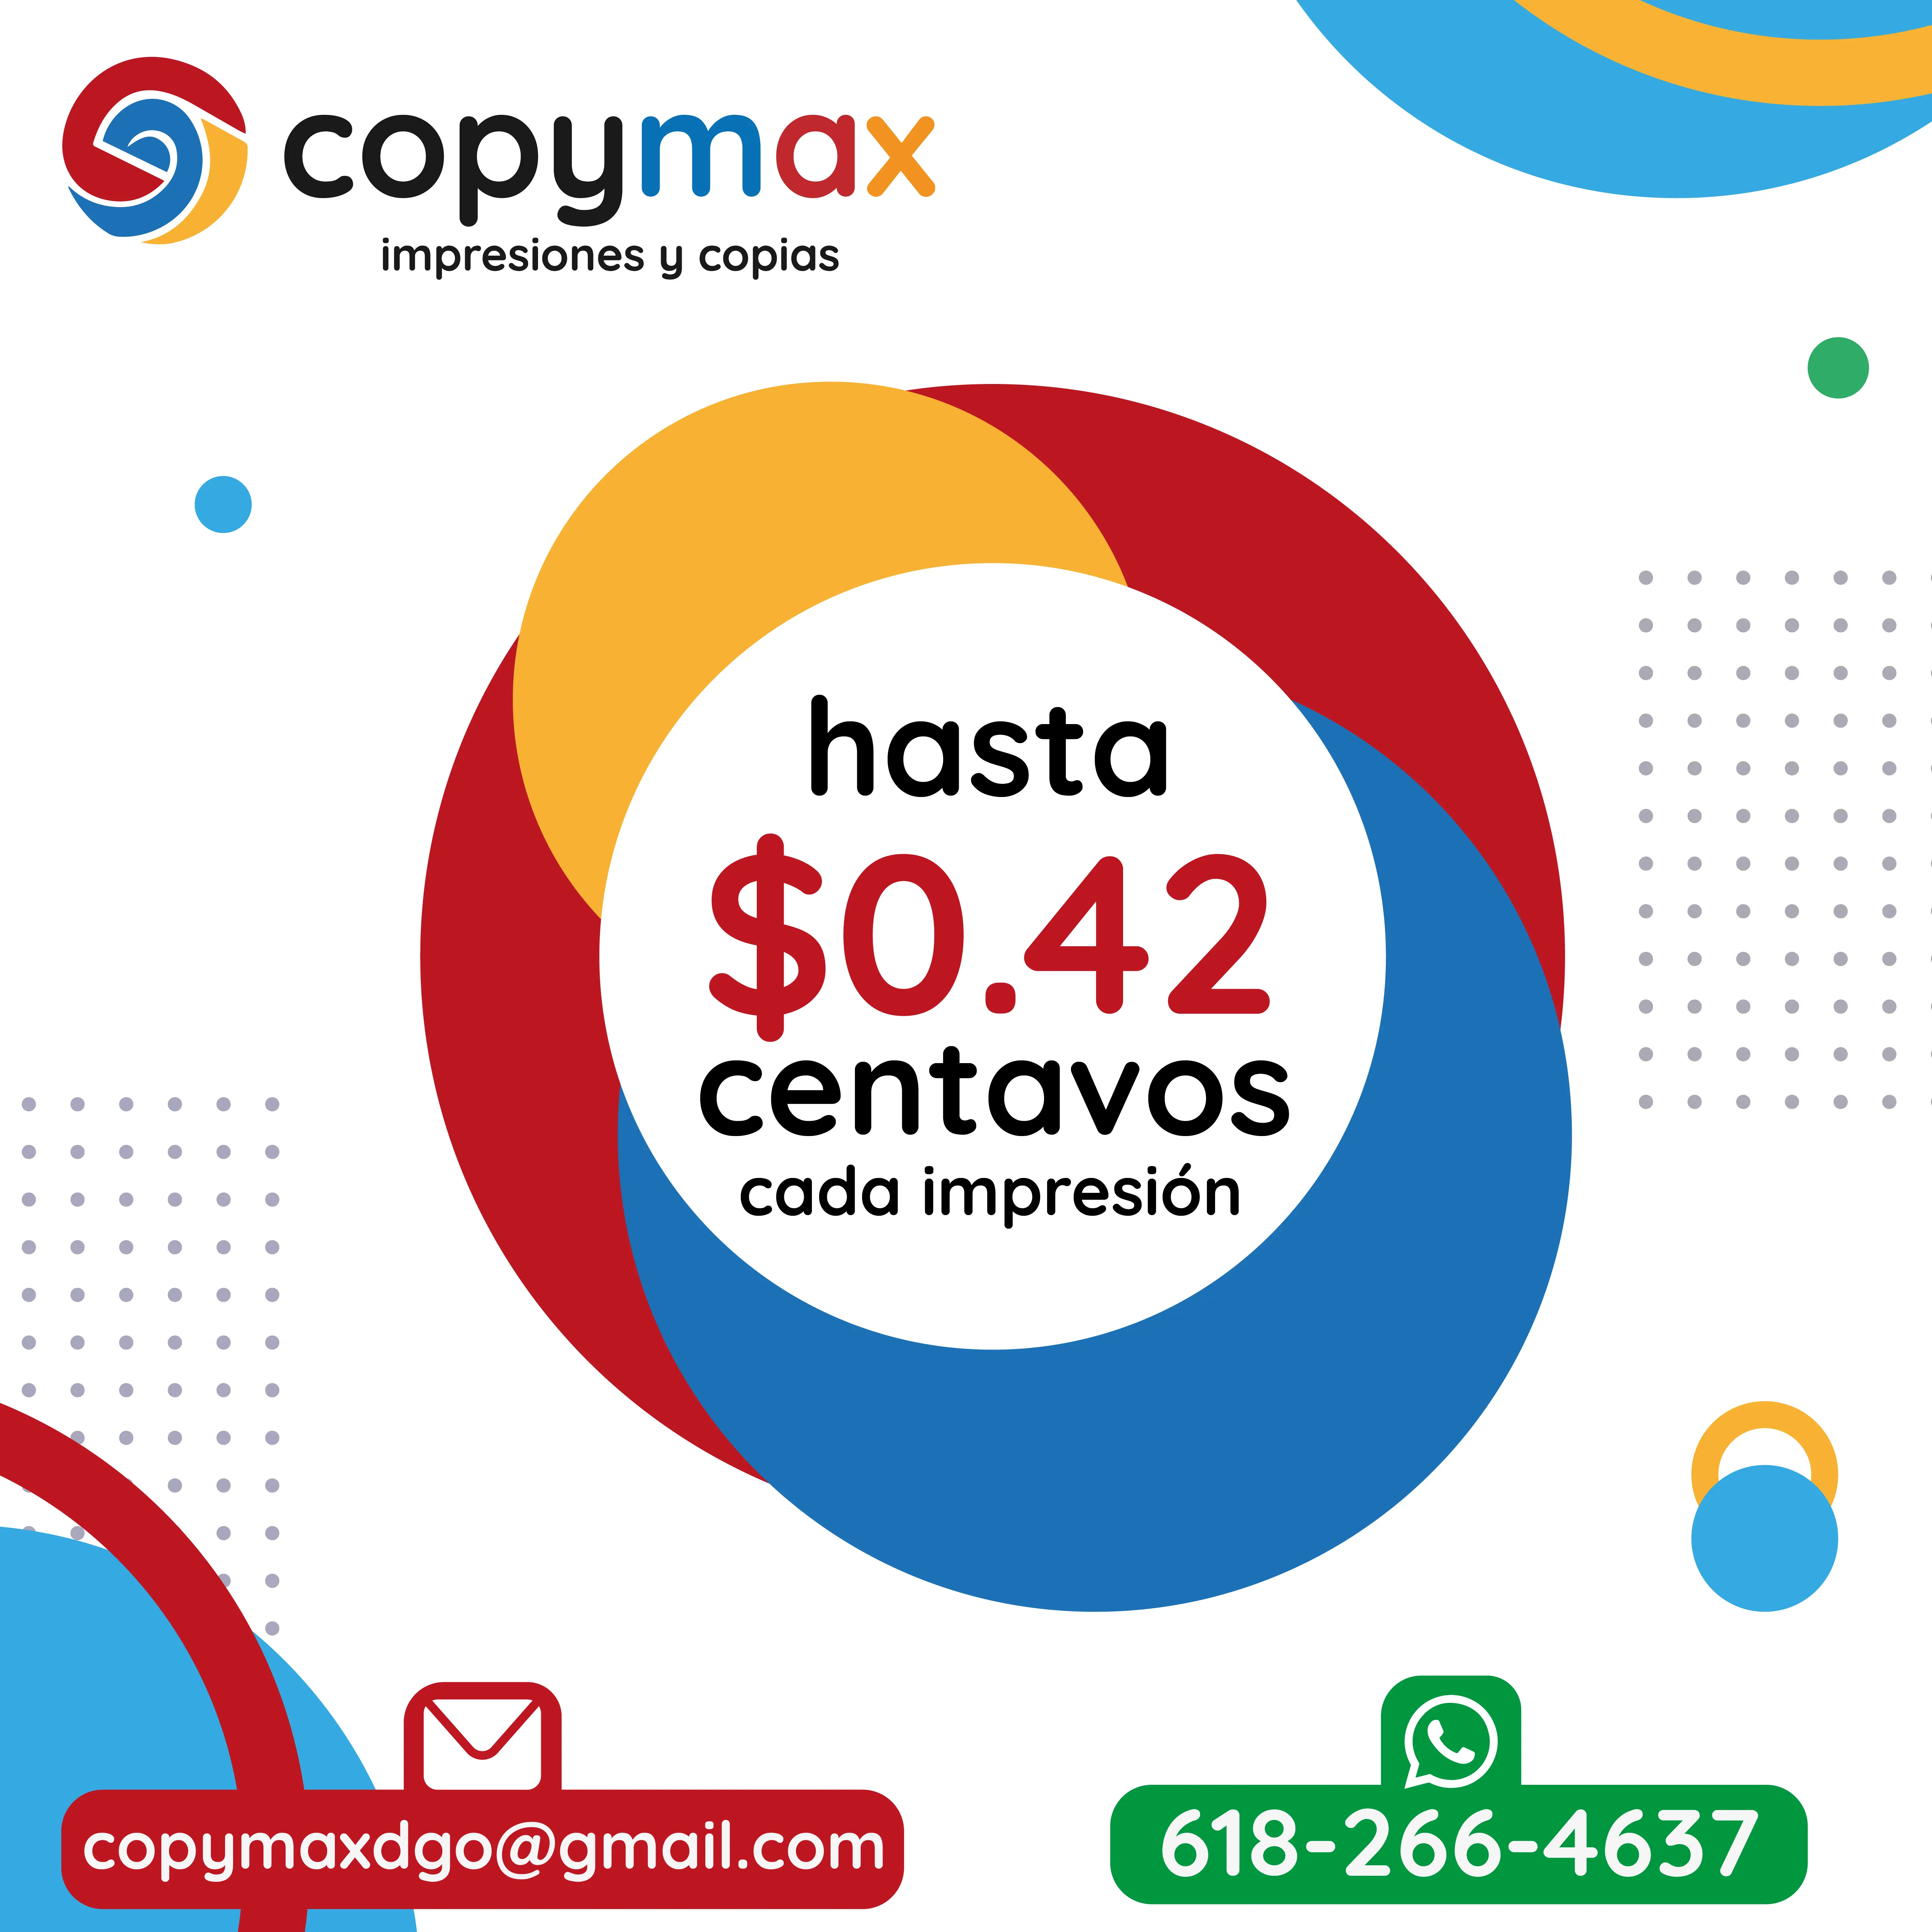 copymax
impresiones y copias
hasta
$0.42
centavos
cada impresión
copymaxdgo@gmail.com
618-266-4637